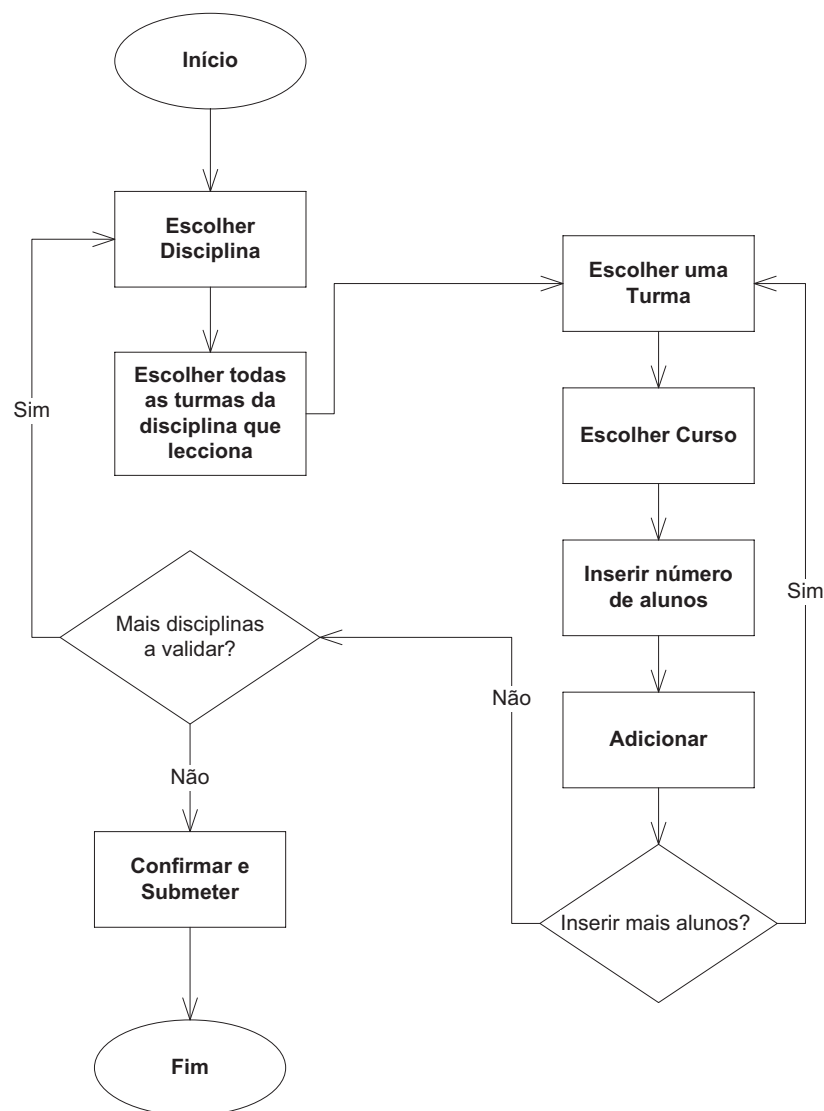 Início
Escolher
Disciplina
Escolher todas
as turmas da
disciplina que
lecciona
Escolher uma
Turma
Escolher Curso
Inserir número
de alunos
Adicionar
Inserir mais alunos?
Sim
Não
Mais disciplinas
a validar?
Sim
Não
Confirmar e
Submeter
Fim